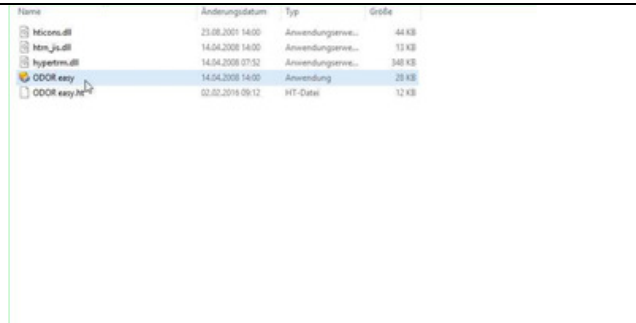 Name Änderungsdatum Typ Größe
hticons.dll 23.08.2001 14:00 Anwendungserwe... 44 KB
htrn_jis.dll 14.04.2008 14:00 Anwendungserwe... 13 KB
hypertrm.dll 14.04.2008 07:52 Anwendungserwe... 348 KB
ODOR easy 14.04.2008 14:00 Anwendung 28 KB
ODOR easy.ht 02.02.2016 09:12 HT-Datei 12 KB